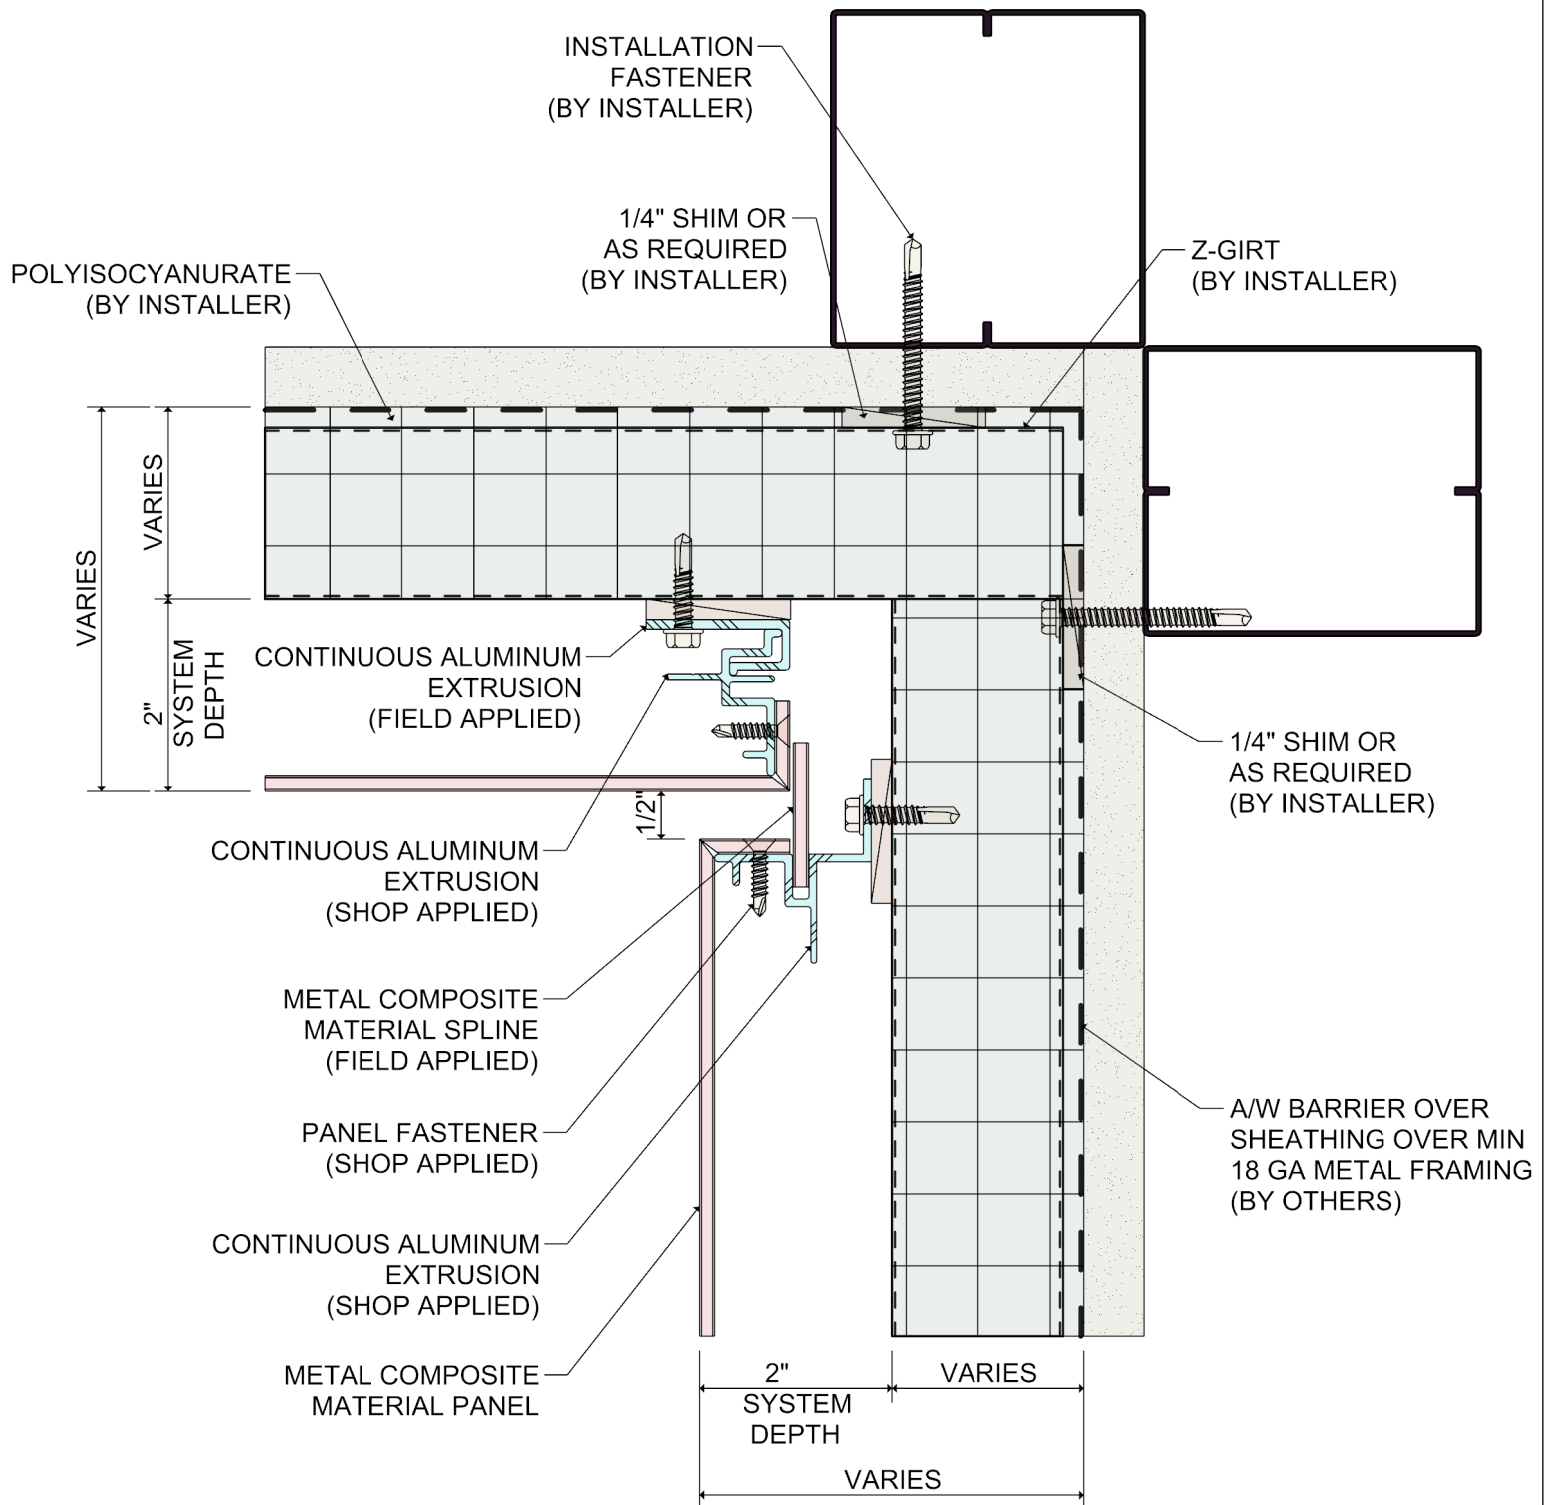 INSTALLATION
FASTENER
(BY INSTALLER)
1/4" SHIM OR
AS REQUIRED
(BY INSTALLER)
Z-GIRT
(BY INSTALLER)
POLYISOCYANURATE
(BY INSTALLER)
VARIES
VARIES
2"
SYSTEM
DEPTH
CONTINUOUS ALUMINUM
EXTRUSION
(FIELD APPLIED)
1/4" SHIM OR
AS REQUIRED
(BY INSTALLER)
1/2"
CONTINUOUS ALUMINUM
EXTRUSION
(SHOP APPLIED)
METAL COMPOSITE
MATERIAL SPLINE
(FIELD APPLIED)
PANEL FASTENER
(SHOP APPLIED)
A/W BARRIER OVER
SHEATHING OVER MIN
18 GA METAL FRAMING
(BY OTHERS)
CONTINUOUS ALUMINUM
EXTRUSION
(SHOP APPLIED)
METAL COMPOSITE
MATERIAL PANEL
2"
SYSTEM
DEPTH
VARIES
VARIES